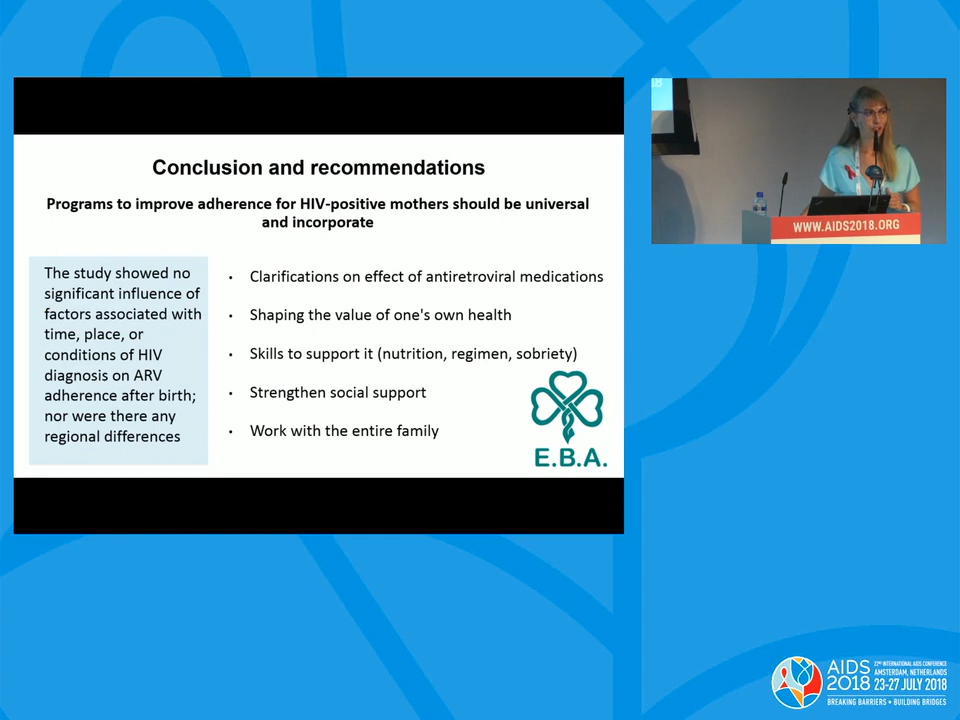 Conclusion and recommendations
Programs to improve adherence for HIV-positive mothers should be universal
and incorporate
The study showed no
significant influence of
factors associated with
time, place, or
conditions of HIV
diagnosis on ARV
adherence after birth;
nor were there any
regional differences
• Clarifications on effect of antiretroviral medications
• Shaping the value of one's own health
• Skills to support it (nutrition, regimen, sobriety)
• Strengthen social support
• Work with the entire family
E.B.A.
18
WWW.AIDS2018.ORG
AIDS
2018
22ND INTERNATIONAL AIDS CONFERENCE
AMSTERDAM, NETHERLANDS
23-27 JULY 2018
BREAKING BARRIERS • BUILDING BRIDGES